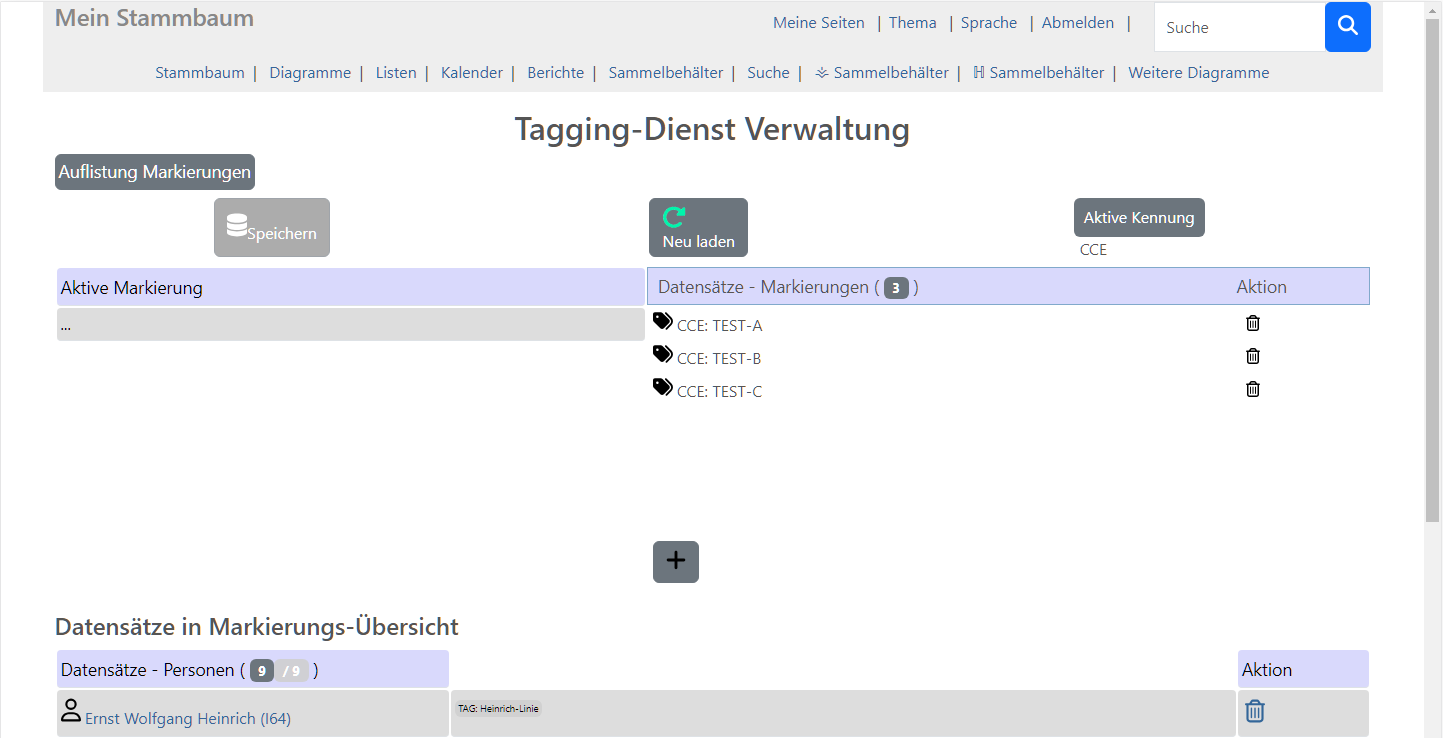 Mein Stammbaum
Meine Seiten | Thema | Sprache | Abmelden |
Suche
Stammbaum | Diagramme | Listen | Kalender | Berichte | Sammelbehälter | Suche | Sammelbehälter | ℍ Sammelbehälter | Weitere Diagramme
Tagging-Dienst Verwaltung
Auflistung Markierungen
Speichern
Neu laden
Aktive Kennung
CCE
Aktive Markierung
...
Datensätze - Markierungen ( 3 ) Aktion
CCE: TEST-A
CCE: TEST-B
CCE: TEST-C
+
Datensätze in Markierungs-Übersicht
Datensätze - Personen ( 9 / 9 ) Aktion
Ernst Wolfgang Heinrich (I64) TAG: Heinrich-Linie